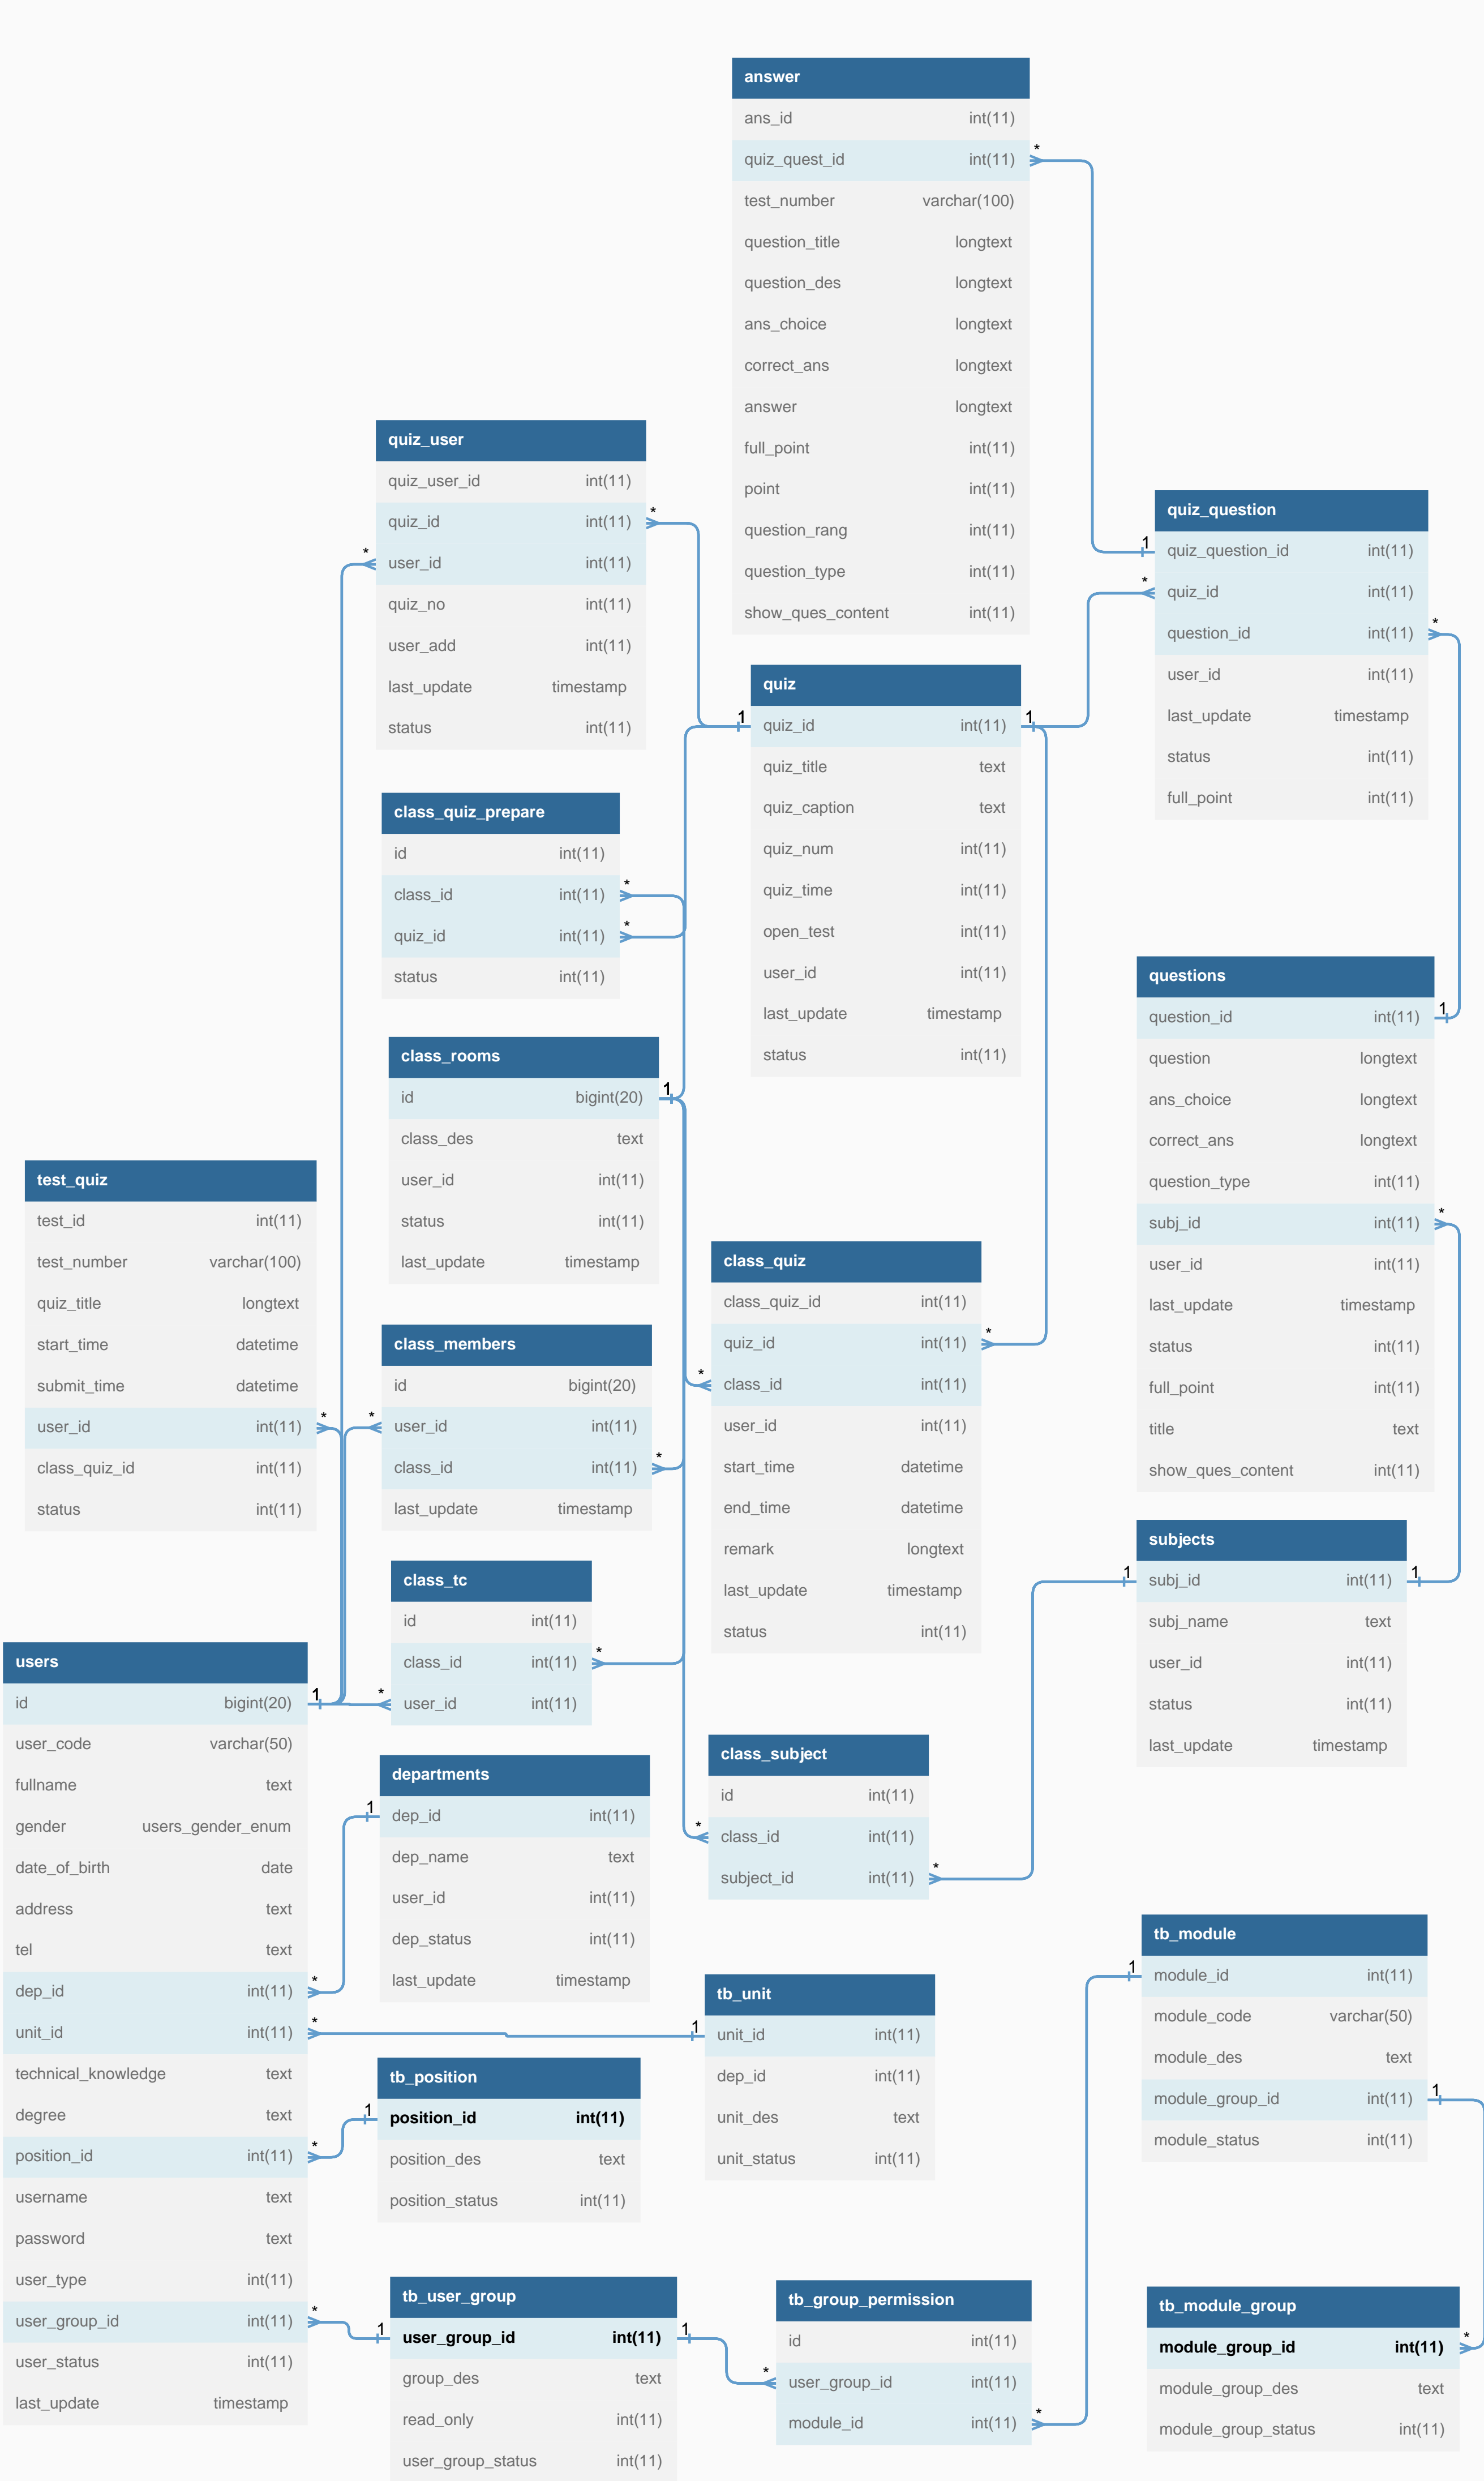 answer
ans_id int(11)
quiz_quest_id int(11)
*
test_number varchar(100)
question_title longtext
question_des longtext
ans_choice longtext
correct_ans longtext
answer longtext
full_point int(11)
point int(11)
question_rang int(11)
question_type int(11)
show_ques_content int(11)
quiz_user
quiz_user_id int(11)
quiz_id int(11)
*
*
user_id int(11)
quiz_no int(11)
user_add int(11)
last_update timestamp
status int(11)
quiz_question
1
quiz_question_id int(11)
*
quiz_id int(11)
question_id int(11)
*
user_id int(11)
last_update timestamp
status int(11)
full_point int(11)
quiz
1
quiz_id int(11)
1
quiz_title text
quiz_caption text
quiz_num int(11)
quiz_time int(11)
open_test int(11)
user_id int(11)
last_update timestamp
status int(11)
class_quiz_prepare
id int(11)
class_id int(11)
*
quiz_id int(11)
*
status int(11)
questions
question_id int(11)
1
question longtext
ans_choice longtext
correct_ans longtext
question_type int(11)
subj_id int(11)
*
user_id int(11)
last_update timestamp
status int(11)
full_point int(11)
title text
show_ques_content int(11)
class_rooms
id bigint(20)
1
class_des text
user_id int(11)
status int(11)
last_update timestamp
test_quiz
test_id int(11)
test_number varchar(100)
quiz_title longtext
start_time datetime
submit_time datetime
user_id int(11)
*
class_quiz_id int(11)
status int(11)
class_quiz
class_quiz_id int(11)
quiz_id int(11)
*
*
class_id int(11)
user_id int(11)
start_time datetime
end_time datetime
remark longtext
last_update timestamp
status int(11)
class_members
id bigint(20)
*
user_id int(11)
class_id int(11)
*
last_update timestamp
subjects
1
subj_id int(11)
1
subj_name text
user_id int(11)
status int(11)
last_update timestamp
class_tc
id int(11)
class_id int(11)
*
*
user_id int(11)
users
id bigint(20)
1
user_code varchar(50)
fullname text
gender users_gender_enum
date_of_birth date
address text
tel text
dep_id int(11)
*
unit_id int(11)
*
technical_knowledge text
degree text
position_id int(11)
*
username text
password text
user_type int(11)
user_group_id int(11)
*
user_status int(11)
last_update timestamp
class_subject
id int(11)
*
class_id int(11)
subject_id int(11)
*
departments
1
dep_id int(11)
dep_name text
user_id int(11)
dep_status int(11)
last_update timestamp
tb_module
1
module_id int(11)
module_code varchar(50)
module_des text
module_group_id int(11)
1
module_status int(11)
tb_unit
1
unit_id int(11)
dep_id int(11)
unit_des text
unit_status int(11)
tb_position
1
position_id int(11)
position_des text
position_status int(11)
tb_user_group
1
user_group_id int(11)
1
group_des text
read_only int(11)
user_group_status int(11)
tb_group_permission
id int(11)
*
user_group_id int(11)
module_id int(11)
*
tb_module_group
module_group_id int(11)
*
module_group_des text
module_group_status int(11)